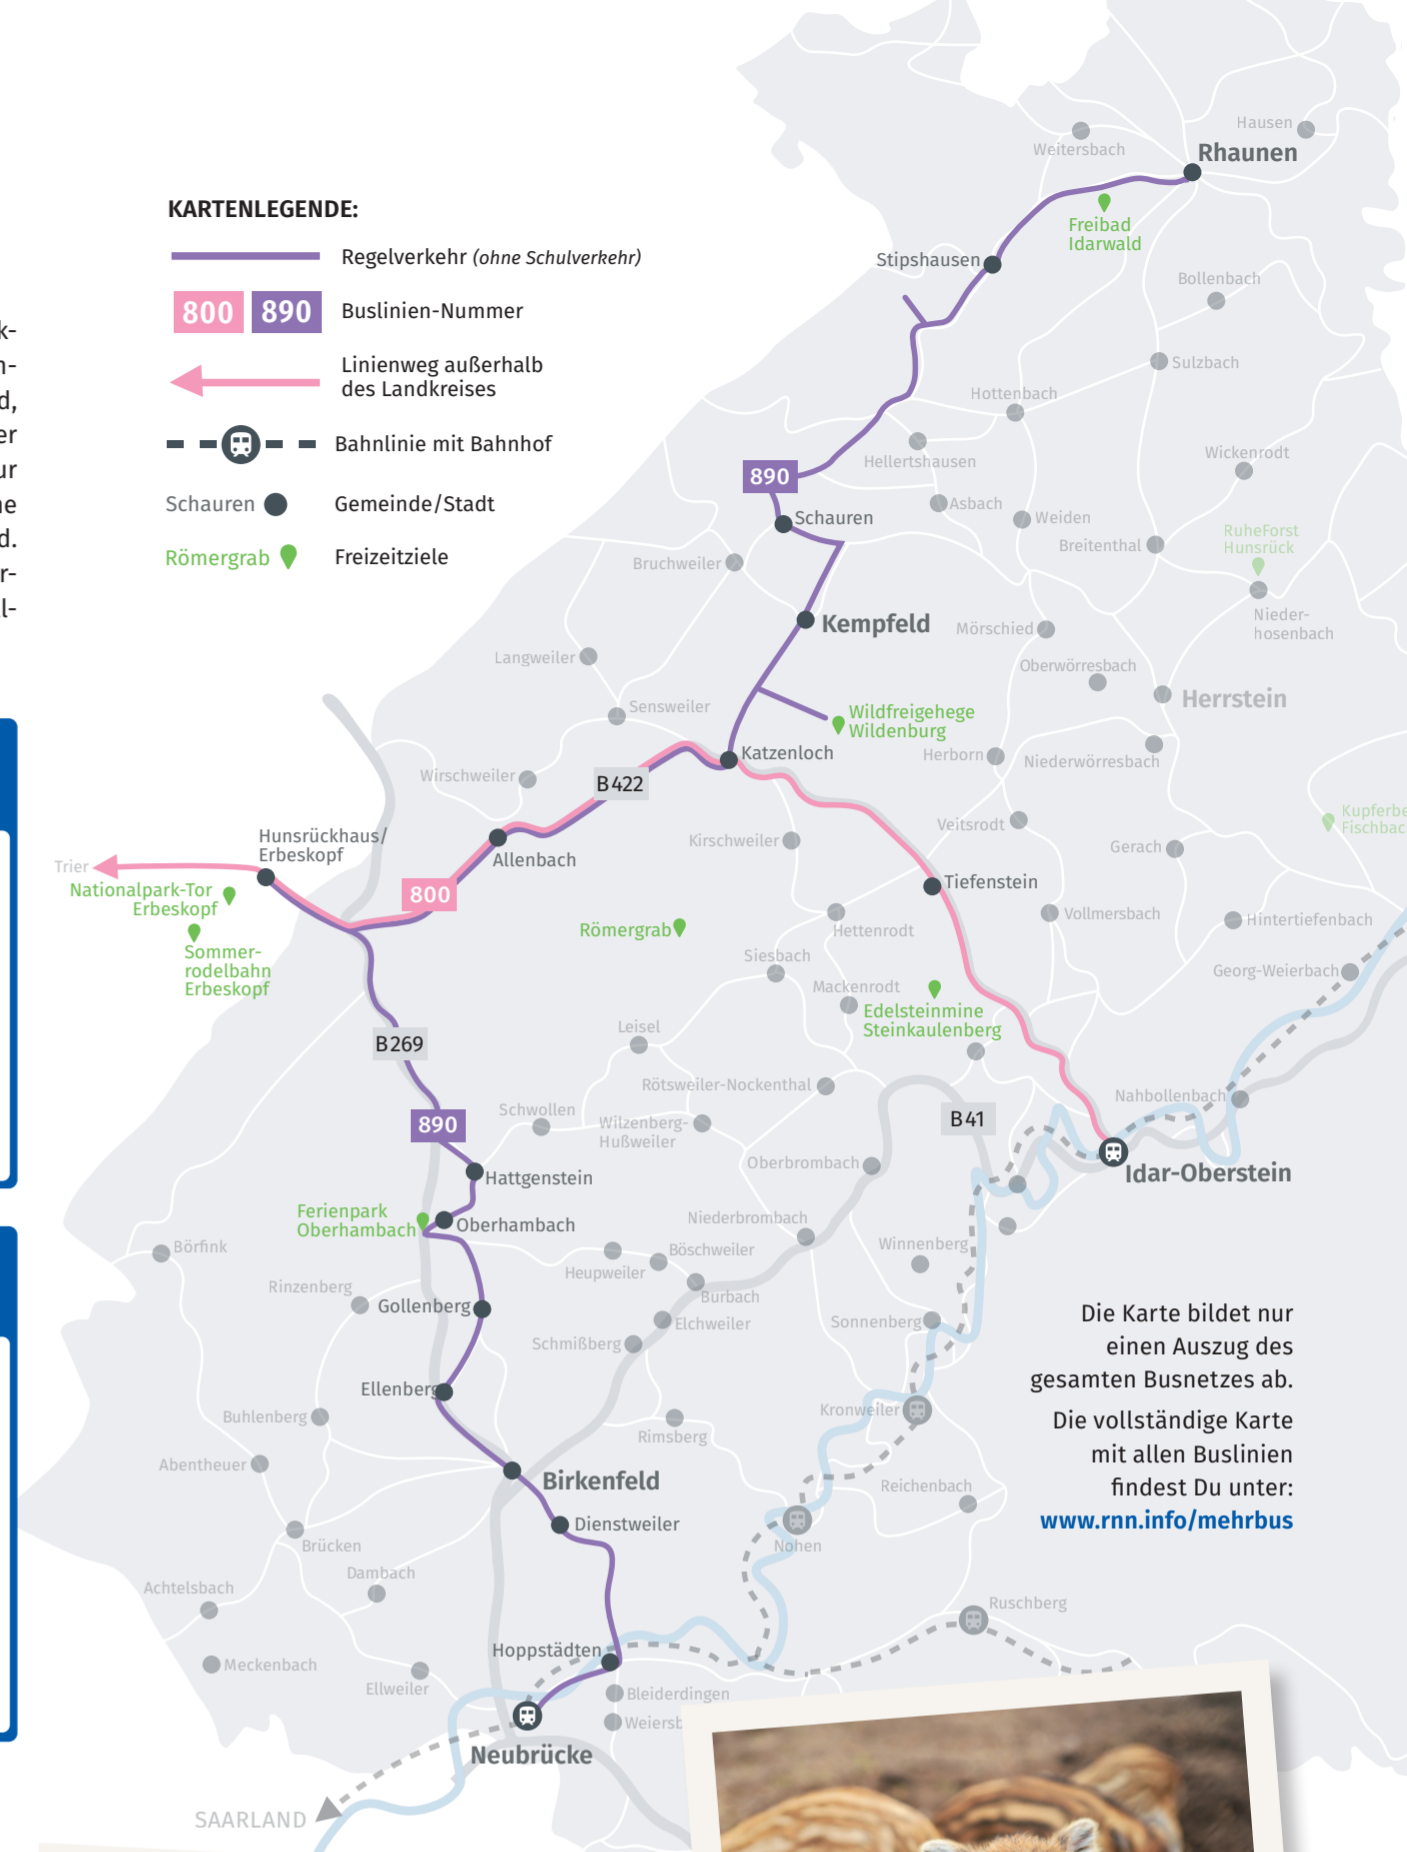 KARTENLEGENDE:
Regelverkehr (ohne Schulverkehr)
800 890 Buslinien-Nummer
Linienweg außerhalb
des Landkreises
Bahnlinie mit Bahnhof
Schauren Gemeinde/Stadt
Römergrab Freizeitziele
Hausen
Weitersbach
Rhaunen
Freibad
Idarwald
Stipshausen
Bollenbach
Sulzbach
Hottenbach
Hellertshausen
Wickenrodt
890
Asbach
Schauren
Weiden
RuheForst
Hunsrück
Breitenthal
Bruchweiler
Nieder-
hosenbach
Kempfeld
Mörschied
Langweiler
Oberwörresbach
Herrstein
Sensweiler
Wildfreigehege
Wildenburg
Katzenloch
Herborn
Niederwörresbach
Wirschweiler
B422
Veitsrodt
Kirschweiler
Gerach
Hunsrückhaus/
Erbeskopf
Allenbach
Trier
Nationalpark-Tor
Erbeskopf
800
Tiefenstein
Vollmersbach
Hintertiefenbach
Römergrab
Hettenrodt
Sommer-
rodelbahn
Erbeskopf
Siesbach
Georg-Weierbach
Mackenrodt
Edelsteinmine
Steinkaulenberg
Leisel
B269
Rötsweiler-Nockenthal
Nahbollenbach
Schwollen
Wilzenberg-
Hußweiler
B41
890
Oberbrombach
Idar-Oberstein
Hattgenstein
Ferienpark
Oberhambach
Oberhambach
Niederbrombach
Börfink
Böschweiler
Winnenberg
Heupweiler
Rinzenberg
Burbach
Gollenberg
Elchweiler
Sonnenberg
Schmißberg
Die Karte bildet nur
einen Auszug des
gesamten Busnetzes ab.
Die vollständige Karte
mit allen Buslinien
findest Du unter:
www.rnn.info/mehrbus
Ellenberg
Buhlenberg
Kronweiler
Rimsberg
Abentheuer
Birkenfeld
Reichenbach
Dienstweiler
Brücken
Nohen
Dambach
Achtelsbach
Ruschberg
Hoppstädten
Meckenbach
Ellweiler
Bleiderdingen
Neubrücke
SAARLAND